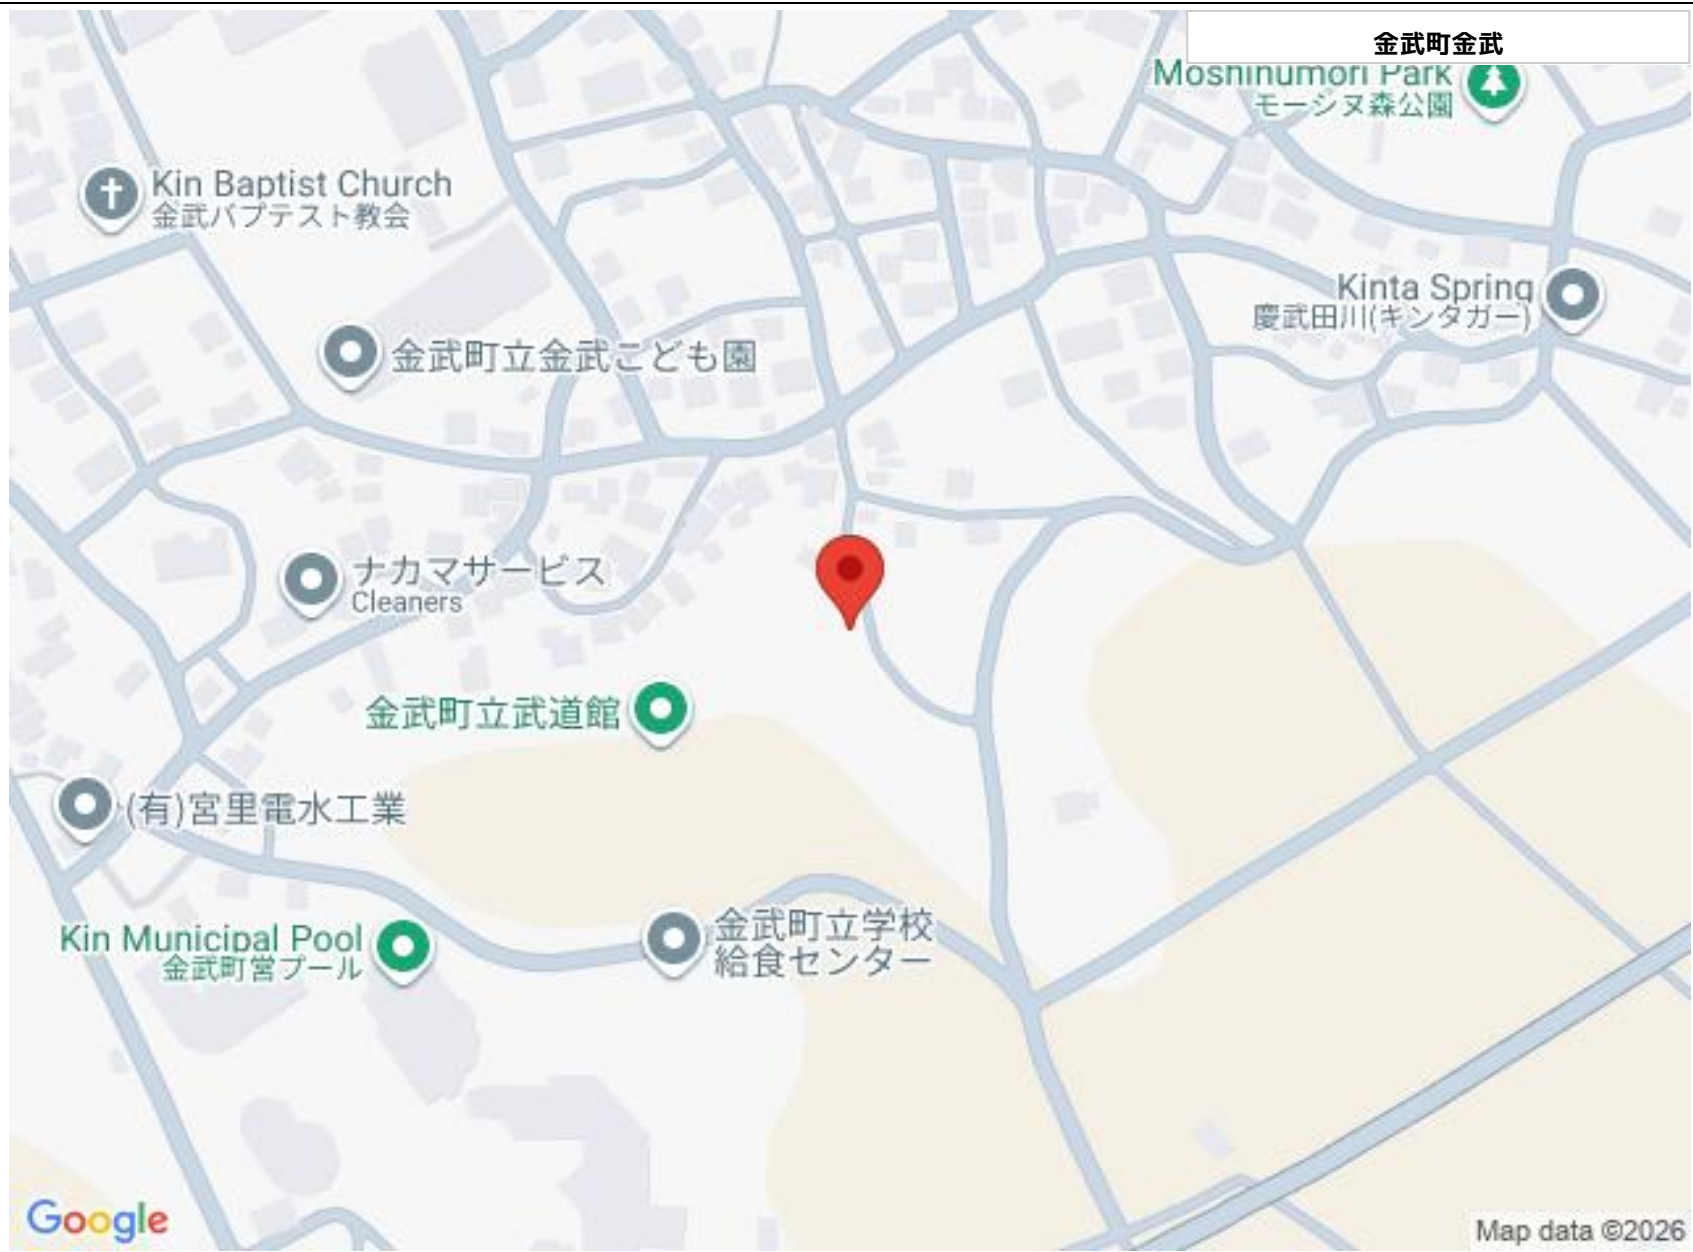 金武町金武
Moshinumori Park
モーシヌ森公園
Kin Baptist Church
金武バプテスト教会
Kinta Spring
慶武田川(キンタガー)
金武町立金武こども園
ナカマサービス
Cleaners
金武町立武道館
(有)宮里電水工業
Kin Municipal Pool
金武町営プール
金武町立学校
給食センター
Google
Map data ©2026